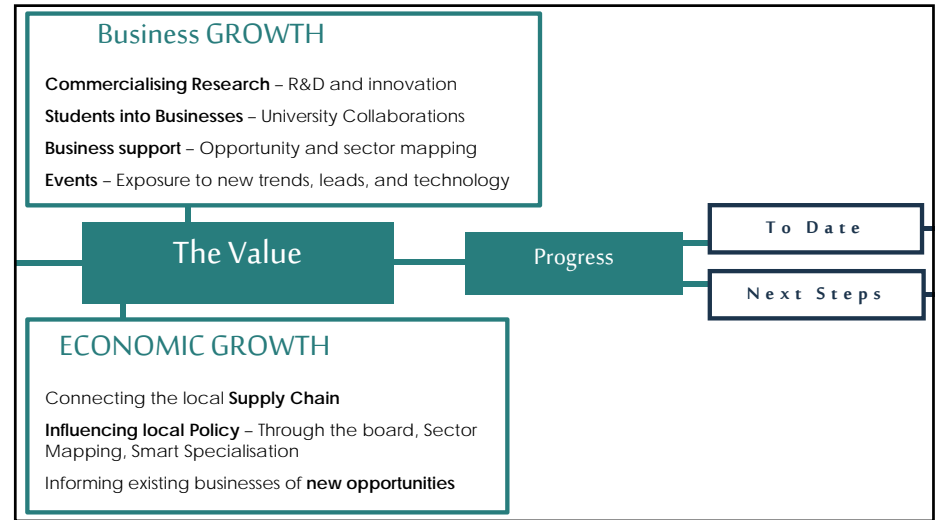 Business GROWTH
Commercialising Research – R&D and innovation
Students into Businesses – University Collaborations
Business support – Opportunity and sector mapping
Events – Exposure to new trends, leads, and technology
The Value
Progress
To Date
Next Steps
ECONOMIC GROWTH
Connecting the local Supply Chain
Influencing local Policy – Through the board, Sector
Mapping, Smart Specialisation
Informing existing businesses of new opportunities